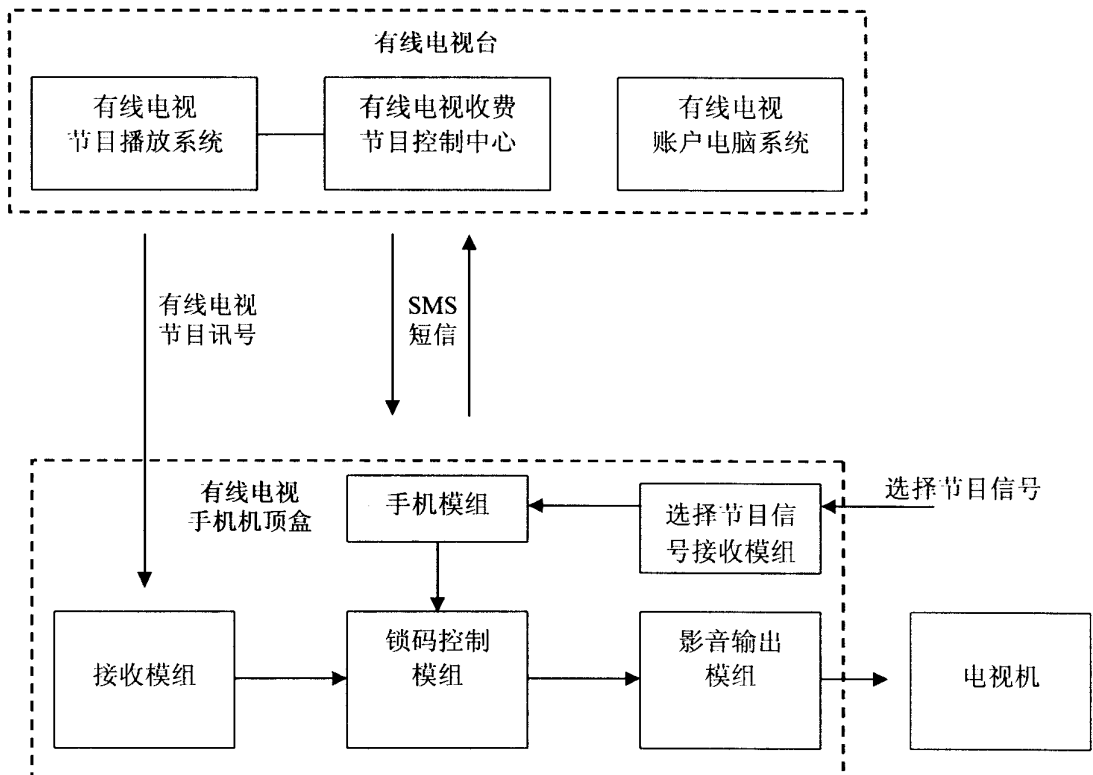 有线电视台
有线电视
节目播放系统
有线电视收费
节目控制中心
有线电视
账户电脑系统
有线电视
节目讯号
SMS
短信
有线电视
手机机顶盒
手机模组
选择节目信
号接收模组
选择节目信号
接收模组
锁码控制
模组
影音输出
模组
电视机